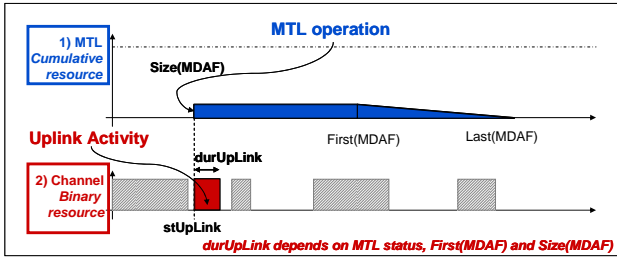 MTL operation
1) MTL
Cumulative
resource
Size(MDAF)
First(MDAF)
Last(MDAF)
Uplink Activity
durUpLink
2) Channel
Binary
resource
stUpLink
durUpLink depends on MTL status, First(MDAF) and Size(MDAF)